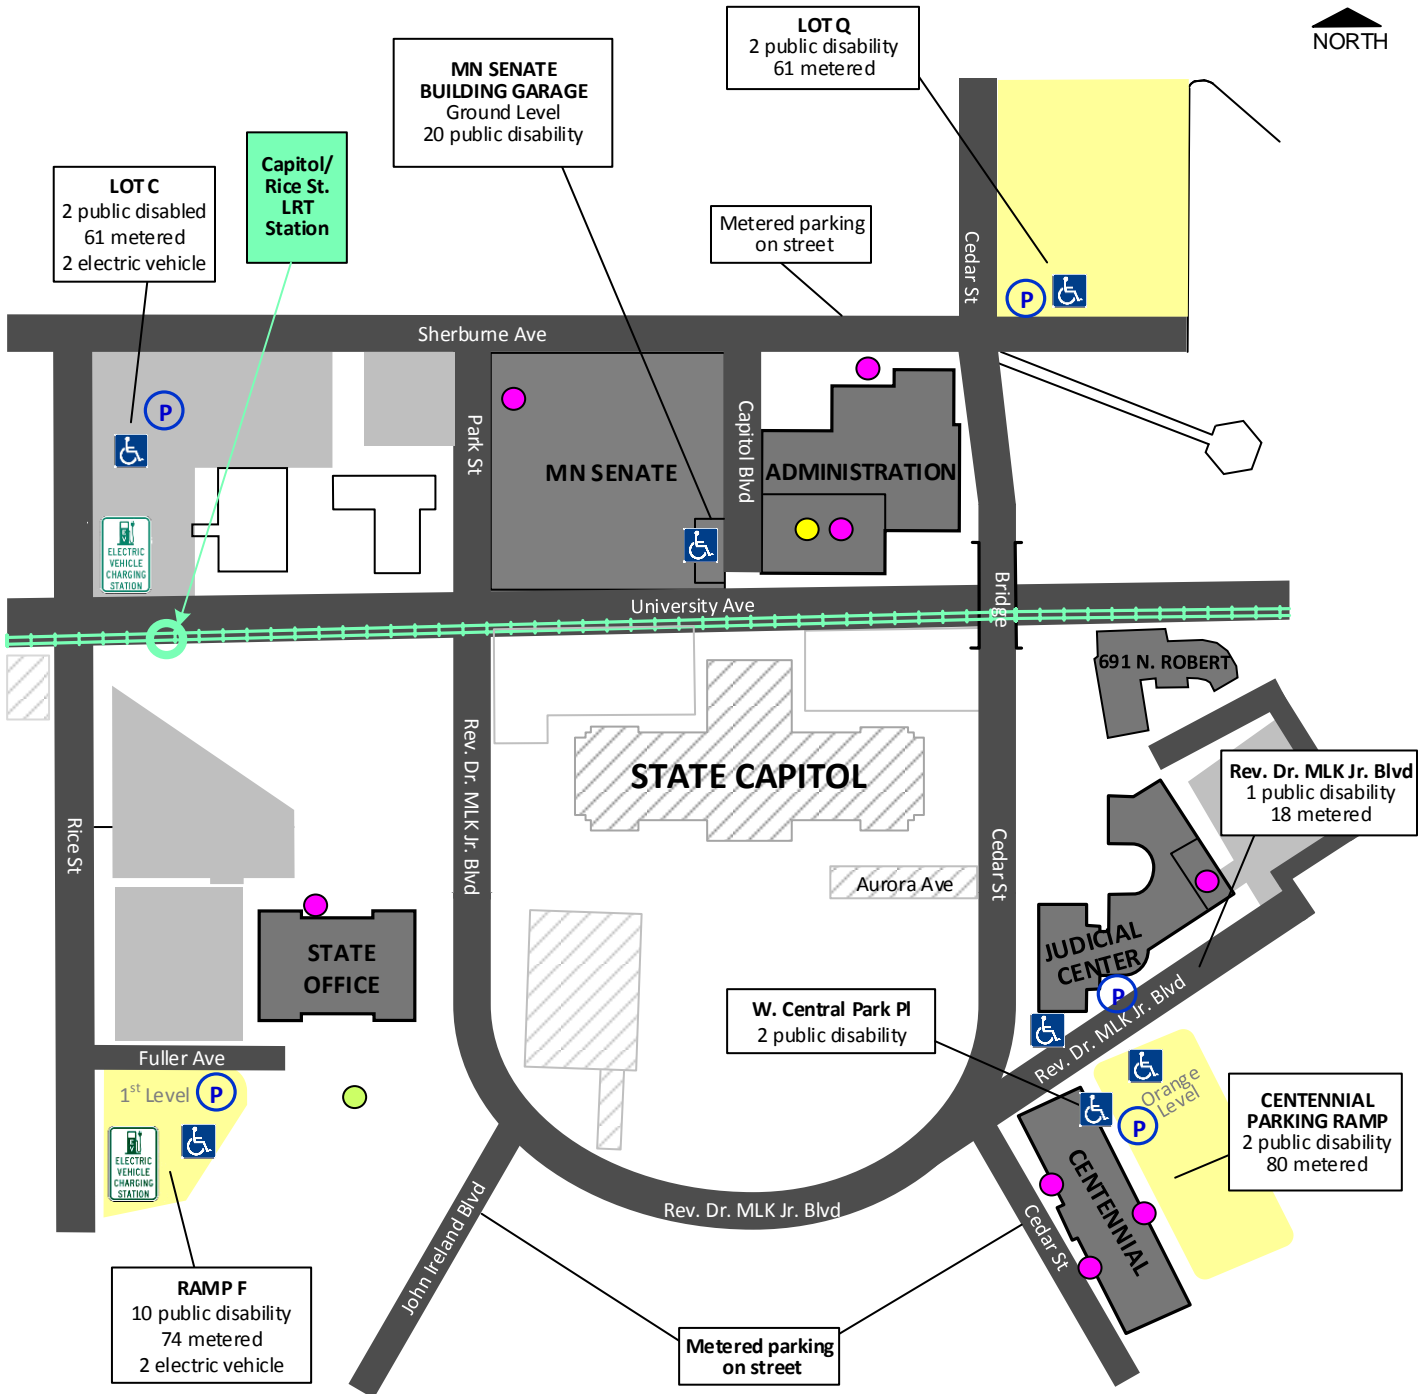 LOT Q
2 public disability
61 metered
NORTH
MN SENATE
BUILDING GARAGE
Ground Level
20 public disability
Capitol/
Rice St.
LRT
Station
LOT C
2 public disabled
61 metered
2 electric vehicle
Metered parking
on street
Cedar St
P
Sherburne Ave
P
Park St
Capitol Blvd
MN SENATE
ADMINISTRATION
ELECTRIC
VEHICLE
CHARGING
STATION
Bridge
University Ave
691 N. ROBERT
Rev. Dr. MLK Jr. Blvd
STATE CAPITOL
Rev. Dr. MLK Jr. Blvd
1 public disability
18 metered
Rice St
Cedar St
Aurora Ave
STATE
OFFICE
JUDICIAL
CENTER
P
W. Central Park Pl
2 public disability
Rev. Dr. MLK Jr. Blvd
Fuller Ave
1st Level
P
Orange
Level
P
CENTENNIAL
PARKING RAMP
2 public disability
80 metered
ELECTRIC
VEHICLE
CHARGING
STATION
CENTENNIAL
Rev. Dr. MLK Jr. Blvd
John Ireland Blvd
Cedar St
RAMP F
10 public disability
74 metered
2 electric vehicle
Metered parking
on street